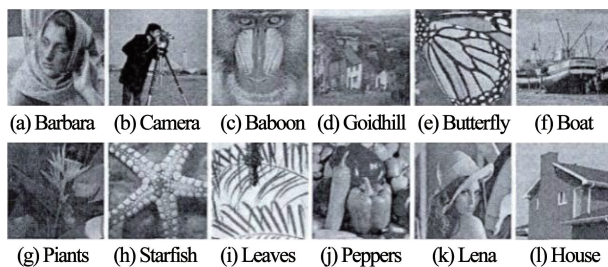 (a) Barbara (b) Camera (c) Baboon (d) Goidhill (e) Butterfly (f) Boat
(g) Piants (h) Starfish (i) Leaves (j) Peppers (k) Lena (l) House